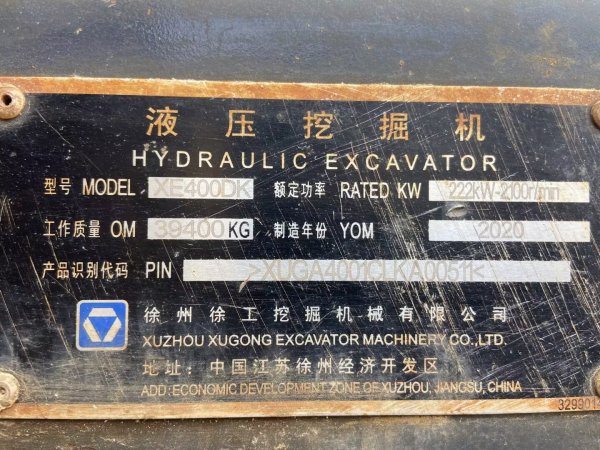 液压挖掘机
HYDRAULIC EXCAVATOR
型号 MODEL XE400DK 额定功率 RATED KW 222kW-2100r/min
工作质量 OM 39400 KG 制造年份 YOM 2020
产品识别代码 PIN >XUGA4001CLKA00511<
徐州徐工挖掘机械有限公司
XUZHOU XUGONG EXCAVATOR MACHINERY CO.,LTD.
地址:中国江苏徐州经济开发区
ADD:ECONOMIC DEVELOPMENT ZONE OF XUZHOU, JIANGSU, CHINA